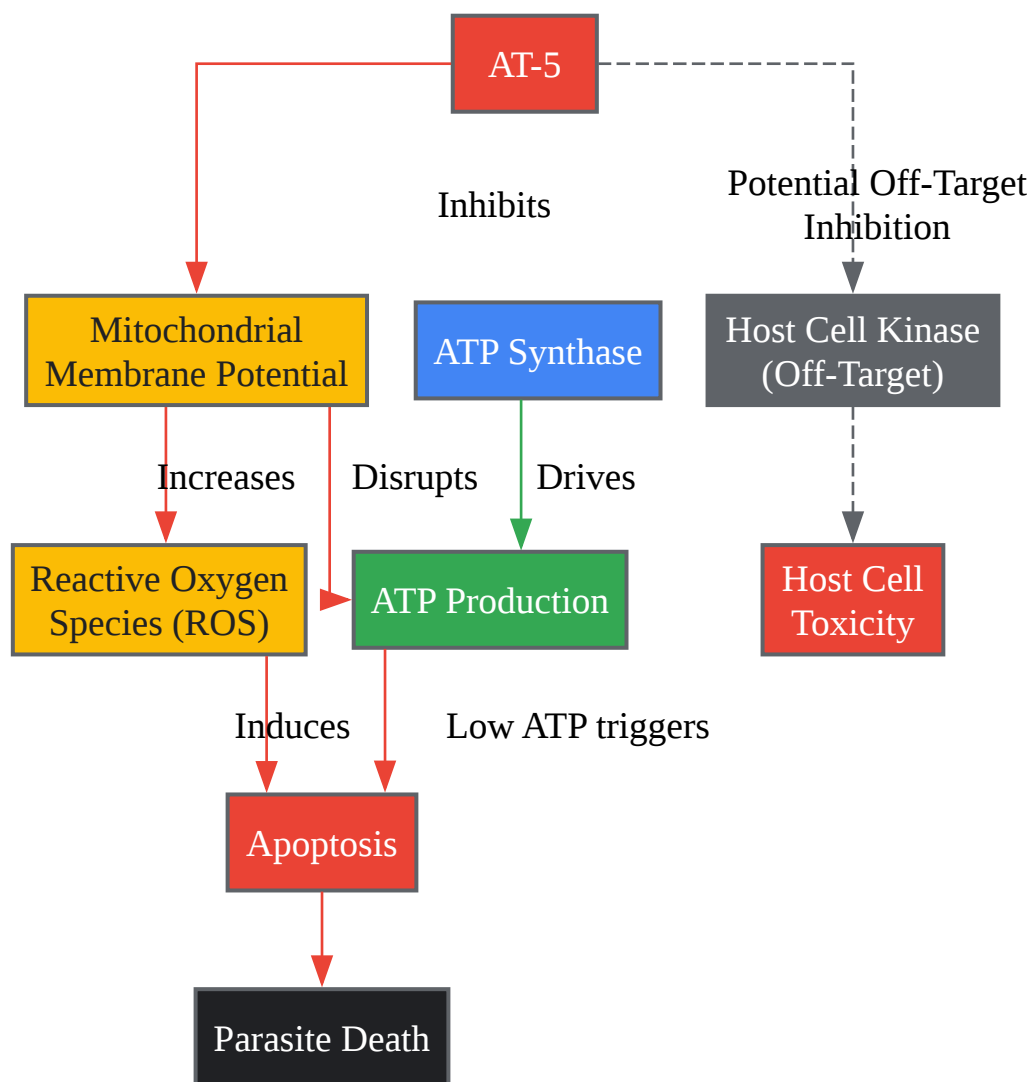 AT-5
Potential Off-Target
Inhibition
Inhibits
Mitochondrial
Membrane Potential
ATP Synthase
Host Cell Kinase
(Off-Target)
Increases
Disrupts
Drives
Reactive Oxygen
Species (ROS)
ATP Production
Host Cell
Toxicity
Induces
Low ATP triggers
Apoptosis
Parasite Death